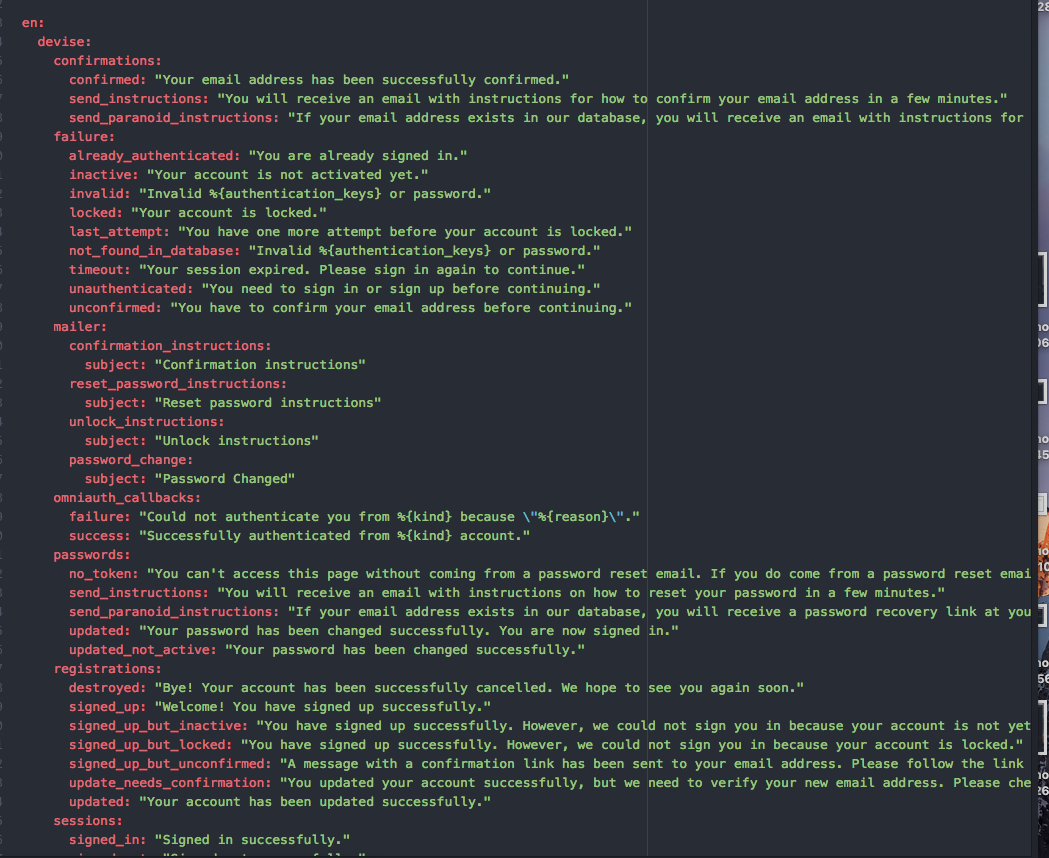 en:
devise:
confirmations:
confirmed: "Your email address has been successfully confirmed."
send_instructions: "You will receive an email with instructions for how to confirm your email address in a few minutes."
send_paranoid_instructions: "If your email address exists in our database, you will receive an email with instructions for
failure:
already_authenticated: "You are already signed in."
inactive: "Your account is not activated yet."
invalid: "Invalid %{authentication_keys} or password."
locked: "Your account is locked."
last_attempt: "You have one more attempt before your account is locked."
not_found_in_database: "Invalid %{authentication_keys} or password."
timeout: "Your session expired. Please sign in again to continue."
unauthenticated: "You need to sign in or sign up before continuing."
unconfirmed: "You have to confirm your email address before continuing."
mailer:
confirmation_instructions:
subject: "Confirmation instructions"
reset_password_instructions:
subject: "Reset password instructions"
unlock_instructions:
subject: "Unlock instructions"
password_change:
subject: "Password Changed"
omniauth_callbacks:
failure: "Could not authenticate you from %{kind} because \"%{reason}\"."
success: "Successfully authenticated from %{kind} account."
passwords:
no_token: "You can't access this page without coming from a password reset email. If you do come from a password reset emai
send_instructions: "You will receive an email with instructions on how to reset your password in a few minutes."
send_paranoid_instructions: "If your email address exists in our database, you will receive a password recovery link at you
updated: "Your password has been changed successfully. You are now signed in."
updated_not_active: "Your password has been changed successfully."
registrations:
destroyed: "Bye! Your account has been successfully cancelled. We hope to see you again soon."
signed_up: "Welcome! You have signed up successfully."
signed_up_but_inactive: "You have signed up successfully. However, we could not sign you in because your account is not yet
signed_up_but_locked: "You have signed up successfully. However, we could not sign you in because your account is locked."
signed_up_but_unconfirmed: "A message with a confirmation link has been sent to your email address. Please follow the link
update_needs_confirmation: "You updated your account successfully, but we need to verify your new email address. Please che
updated: "Your account has been updated successfully."
sessions:
signed_in: "Signed in successfully."